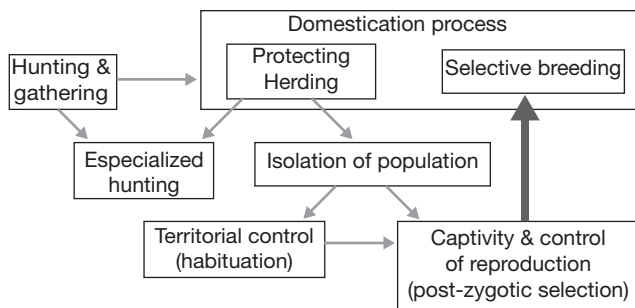 Domestication process
Hunting &
gathering
Protecting
Herding
Selective breeding
Especialized
hunting
Isolation of population
Territorial control
(habituation)
Captivity & control
of reproduction
(post-zygotic selection)